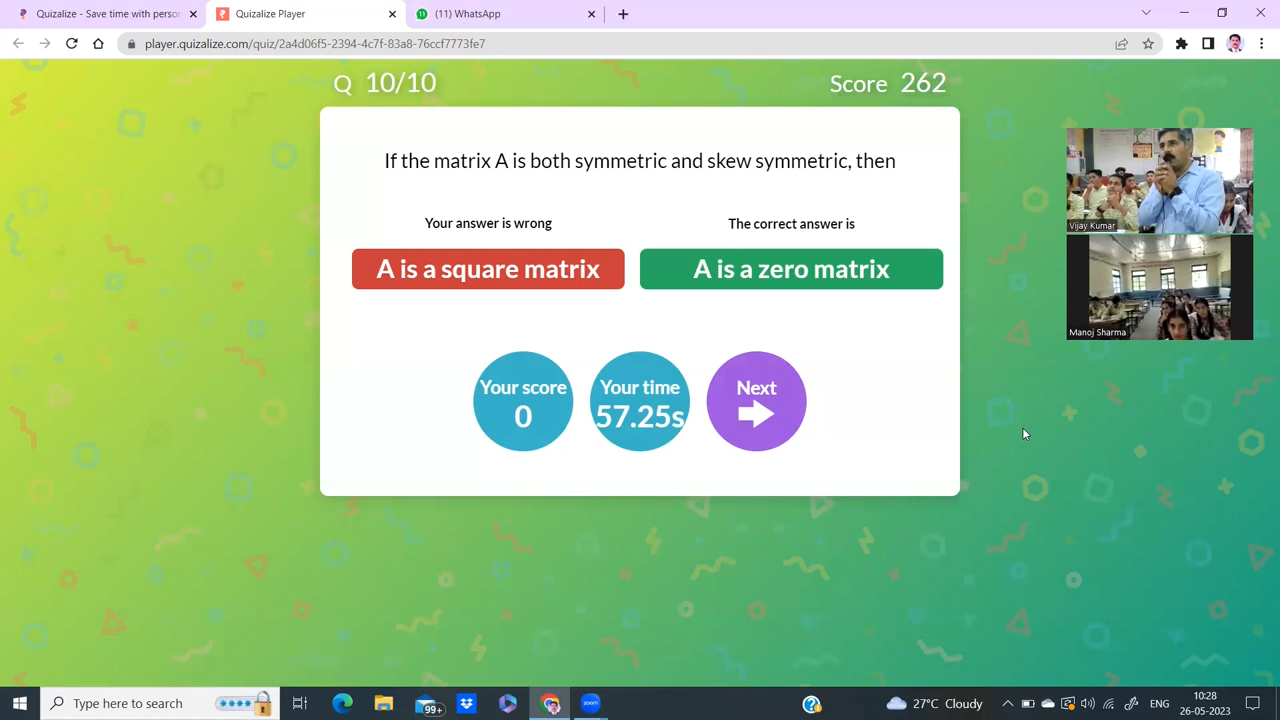 Quizalize - Save time with person
Quizalize Player
(11) WhatsApp
player.quizalize.com/quiz/2a4d06f5-2394-4c7f-83a8-76ccf7773fe7
Q 10/10
Score 262
If the matrix A is both symmetric and skew symmetric, then
Your answer is wrong
The correct answer is
A is a square matrix
A is a zero matrix
Your score
0
Your time
57.25s
Next
Vijay Kumar
Manoj Sharma
Type here to search
99+
zoom
27°C Cloudy
ENG
10:28
26-05-2023